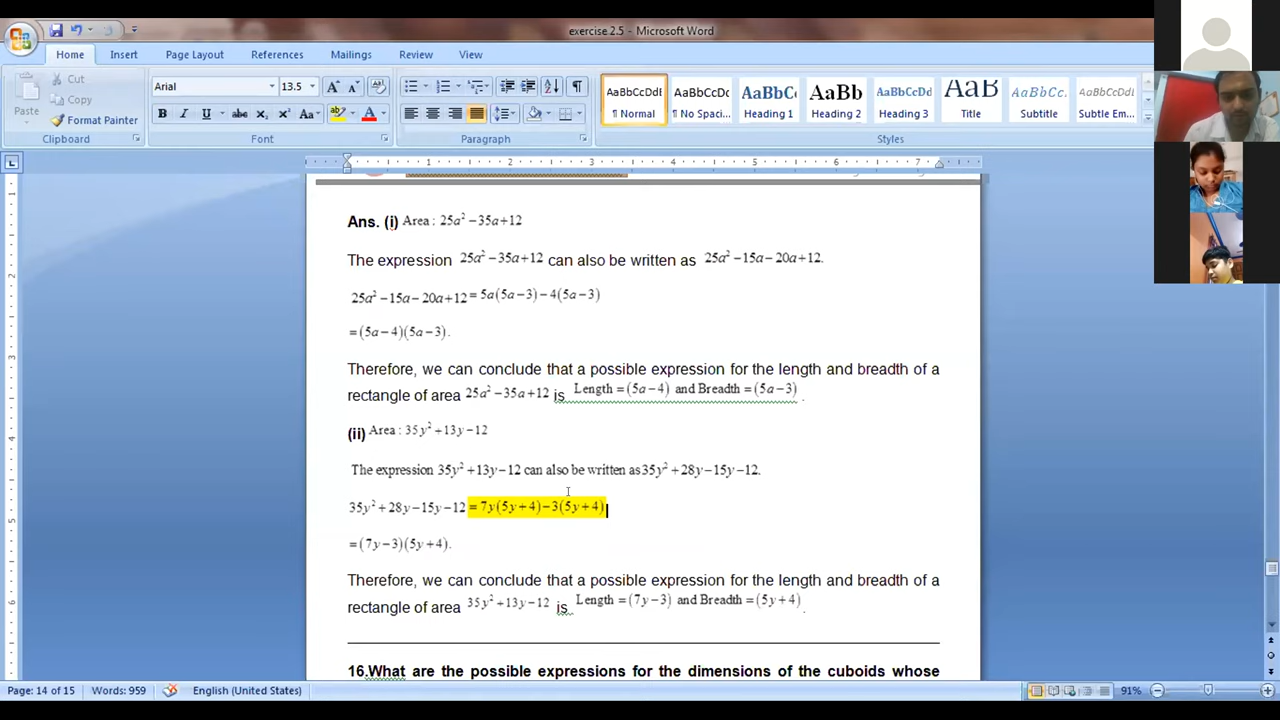 exercise 2.5 - Microsoft Word
Home Insert Page Layout References Mailings Review View
Cut
Copy
Format Painter
Paste
Clipboard
Arial 13.5
Font
Paragraph
AaBbCcDdE AaBbCcDc AaBbC AaBb AaBbCc AaB AaBbCc. AaBbCcDd
¶ Normal ¶ No Spaci... Heading 1 Heading 2 Heading 3 Title Subtitle Subtle Em...
Styles
1 2 3 4 5 6 7
Ans. (i) Area : 25a² −35a+12
The expression 25a² −35a+12 can also be written as 25a² −15a−20a+12.
25a² −15a−20a+12 = 5a(5a−3)−4(5a−3)
=(5a−4)(5a−3).
Therefore, we can conclude that a possible expression for the length and breadth of a
rectangle of area 25a² −35a+12 is Length =(5a−4) and Breadth =(5a−3) .
(ii) Area : 35y² +13y−12
The expression 35y² +13y−12 can also be written as 35y² +28y−15y−12.
35y² +28y−15y−12 = 7y(5y+4)−3(5y+4)
=(7y−3)(5y+4).
Therefore, we can conclude that a possible expression for the length and breadth of a
rectangle of area 35y² +13y−12 is Length =(7y−3) and Breadth =(5y+4) .
16.What are the possible expressions for the dimensions of the cuboids whose
Page: 14 of 15 Words: 959 English (United States) 91%